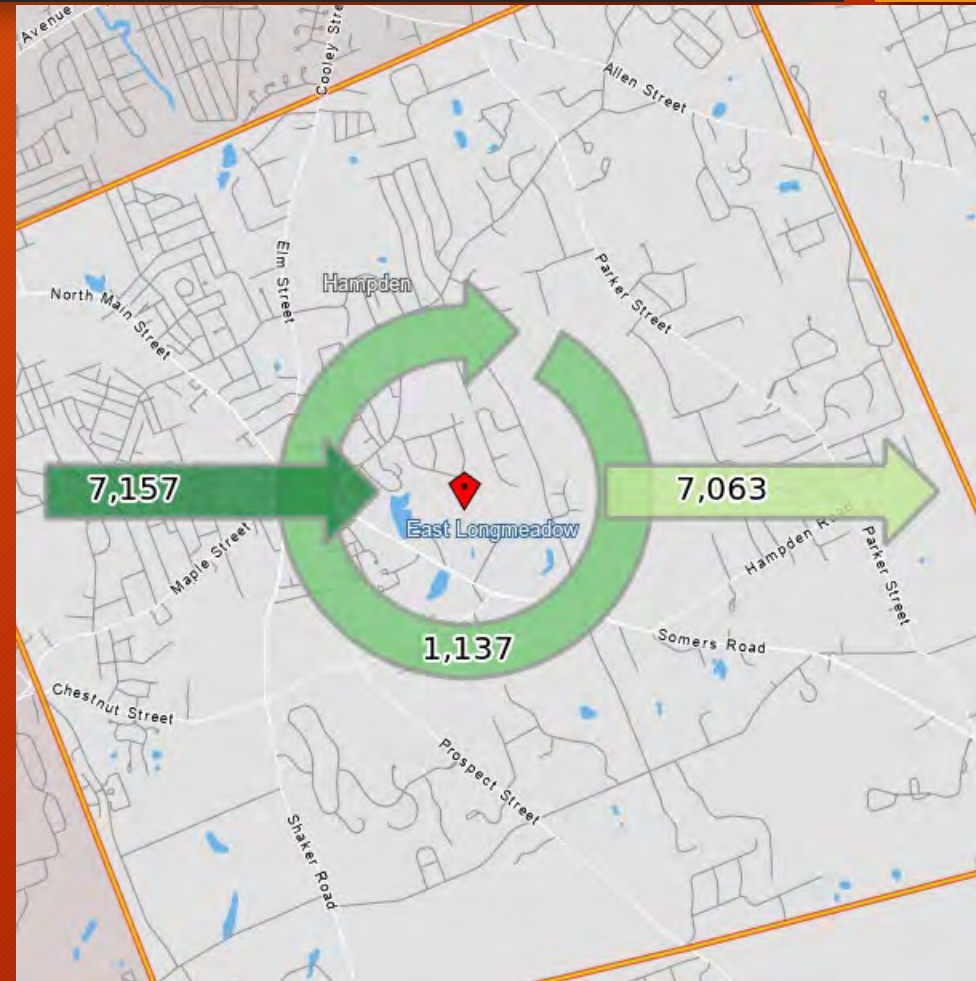 Avenue
Cooley Stre
Allen Street
Elm Street
Hampden
Parker Street
North Main Street
7,157
7,063
East Longmeadow
Hampden Road
Parker Street
Maple Street
1,137
Somers Road
Chestnut Street
Prospect Street
Shaker Road